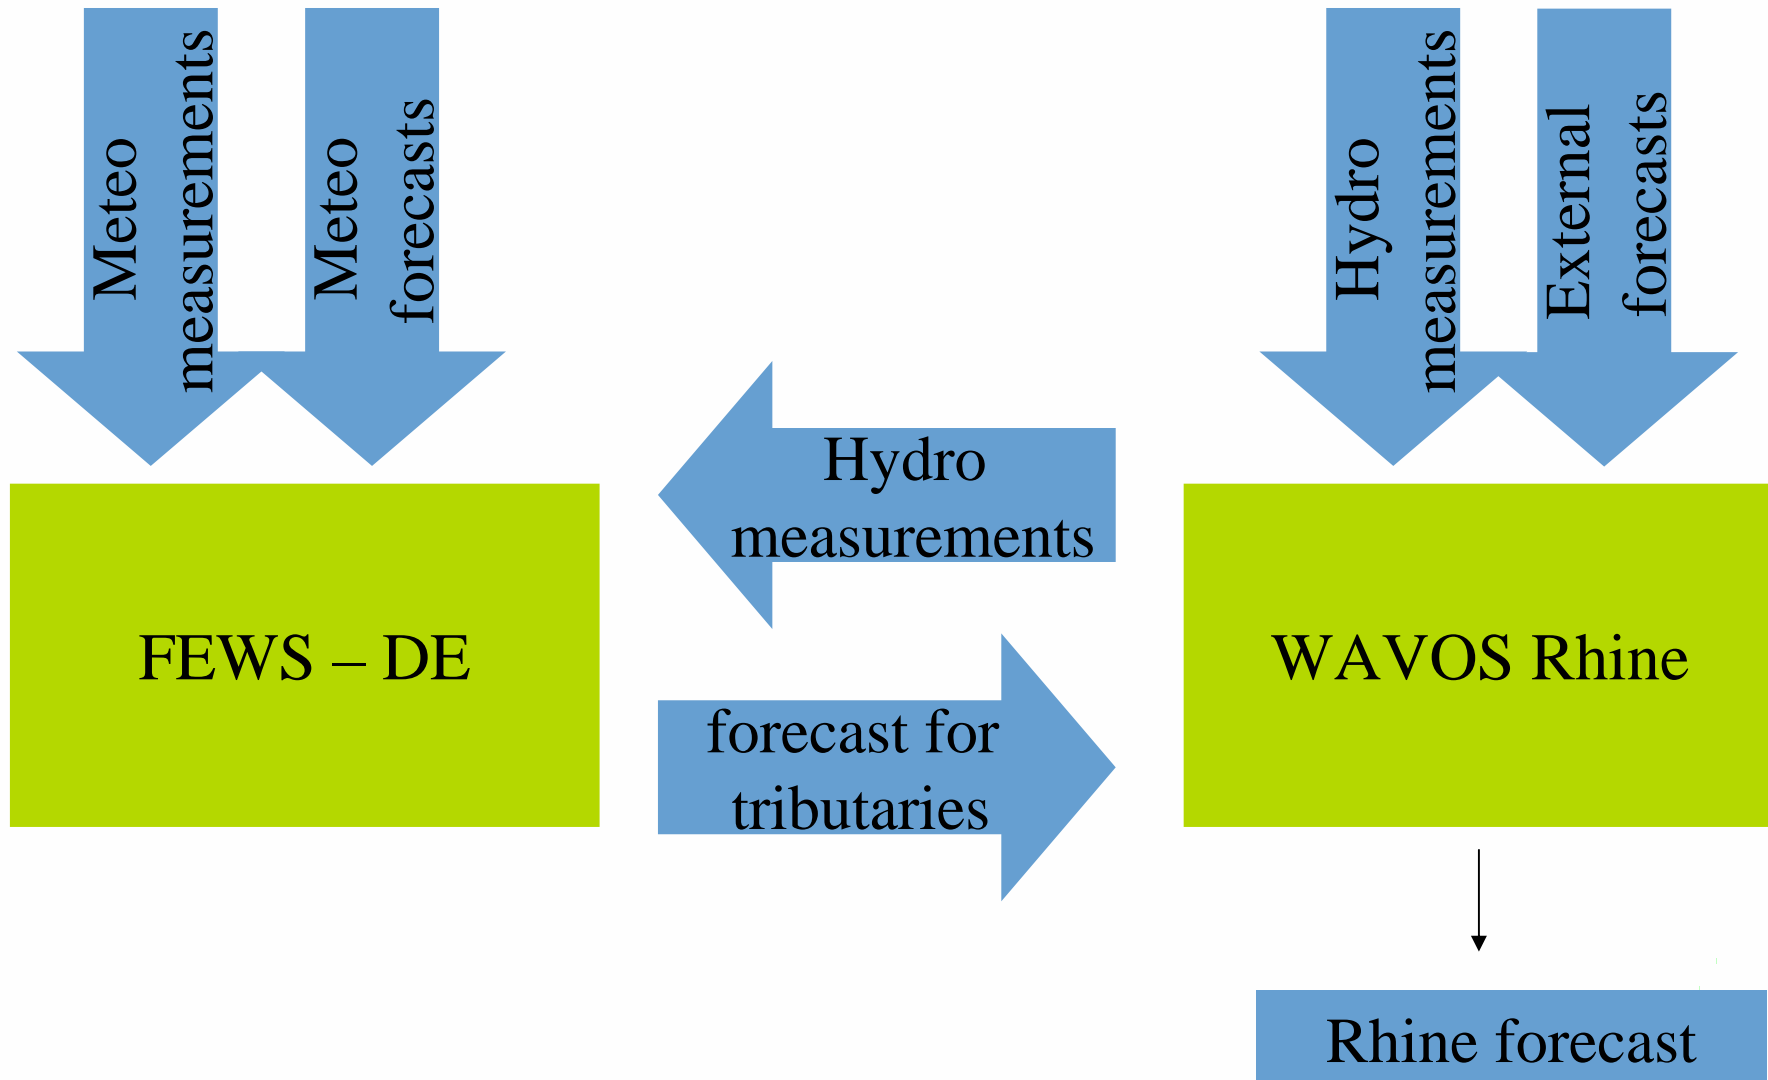 Meteo
measurements
Meteo
forecasts
Hydro
measurements
External
forecasts
Hydro
measurements
FEWS – DE
WAVOS Rhine
forecast for
tributaries
Rhine forecast